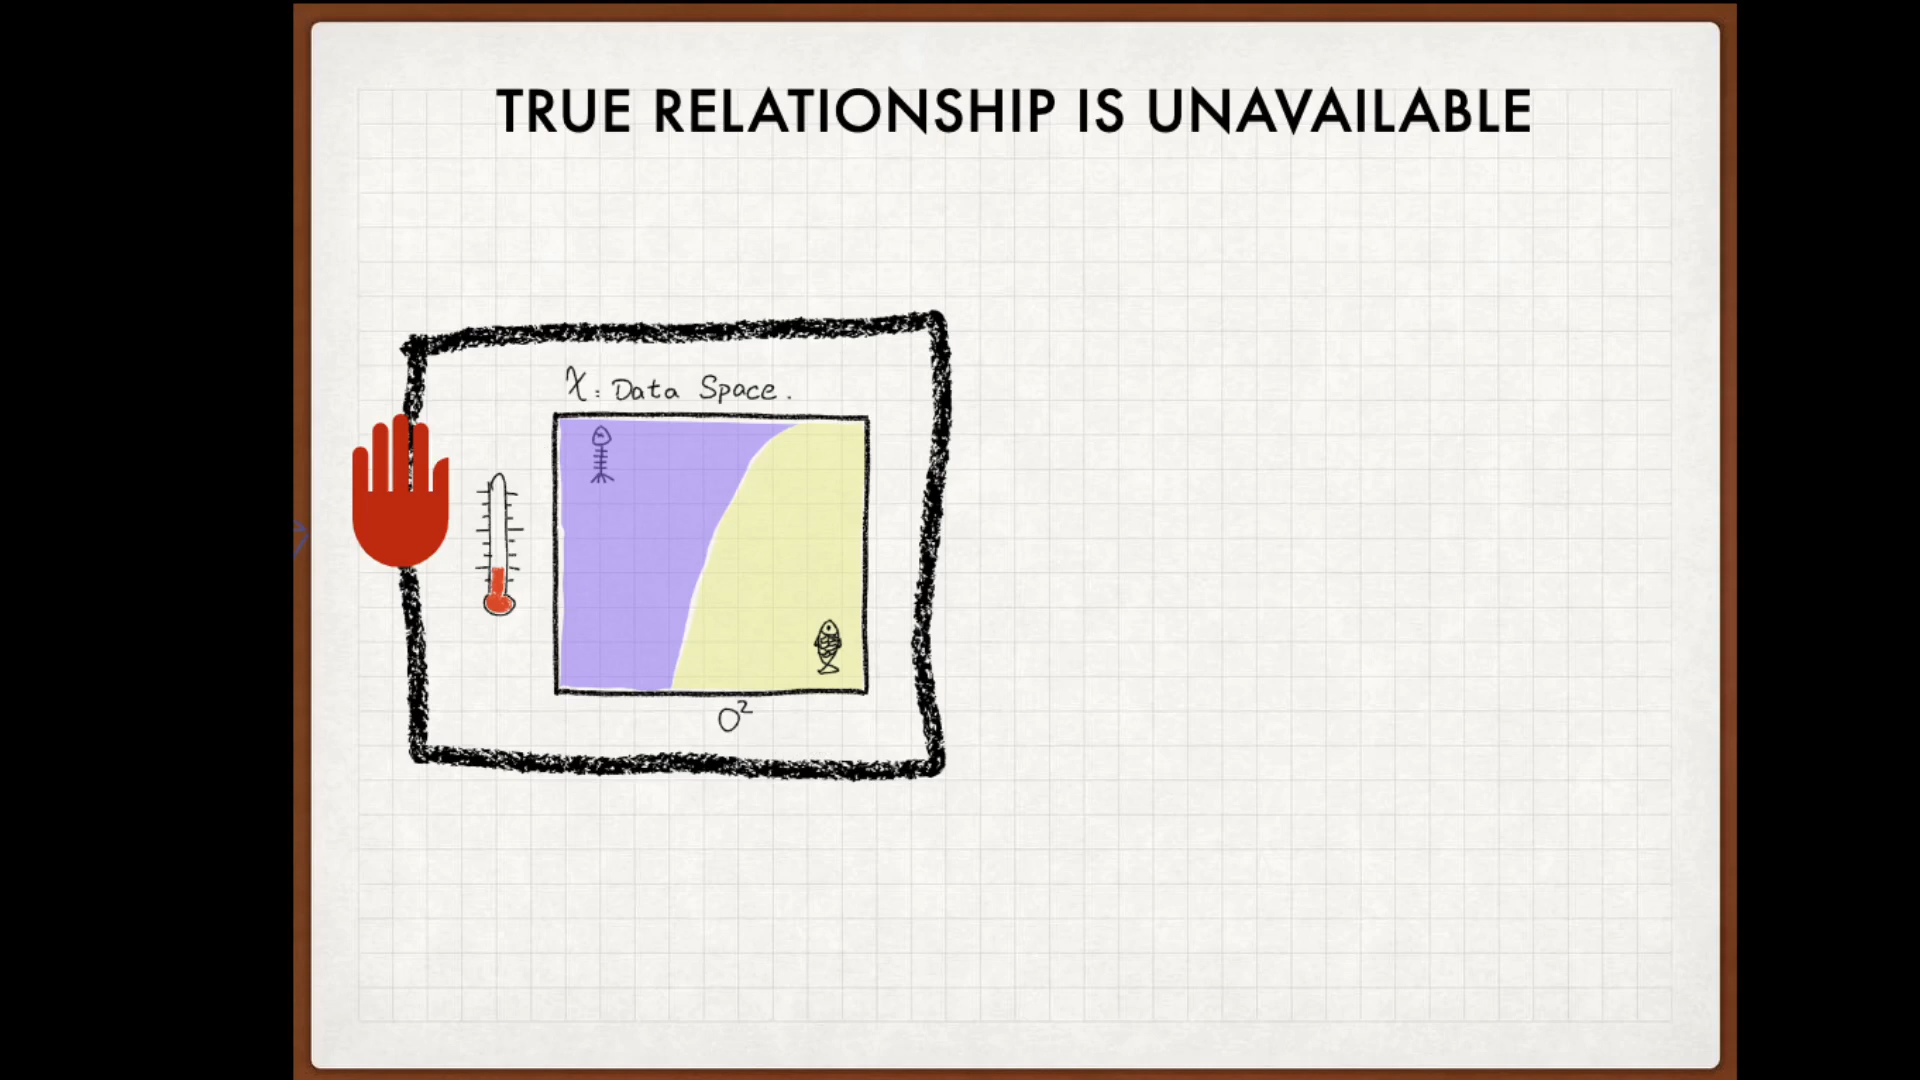 TRUE RELATIONSHIP IS UNAVAILABLE
X: Data Space.
O²